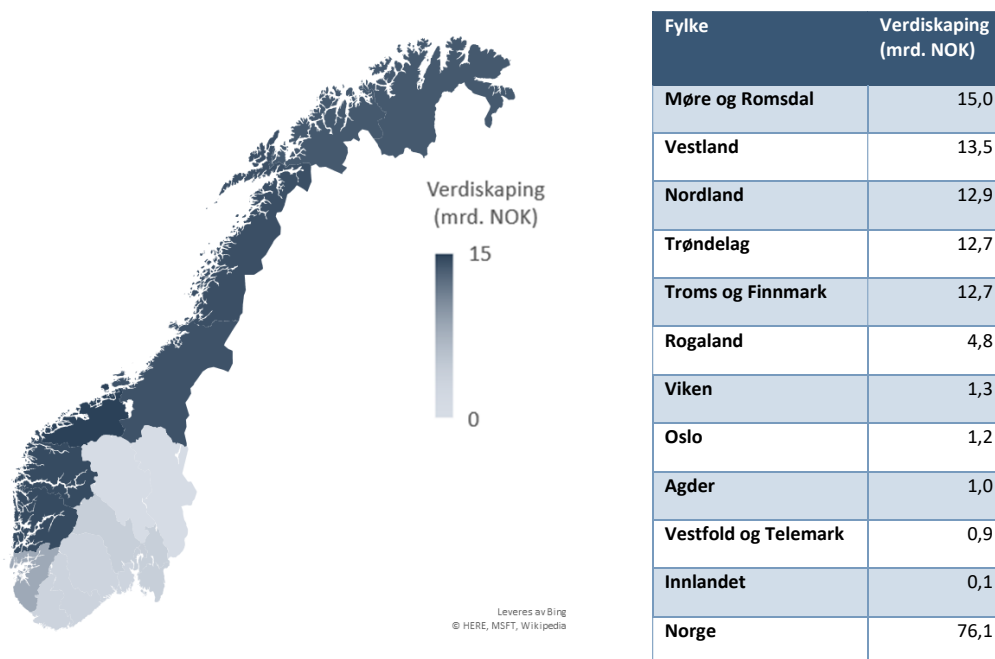 Verdiskaping
(mrd. NOK)
15
0
Leveres av Bing
© HERE, MSFT, Wikipedia
Fylke Verdiskaping
(mrd. NOK)
Møre og Romsdal 15,0
Vestland 13,5
Nordland 12,9
Trøndelag 12,7
Troms og Finnmark 12,7
Rogaland 4,8
Viken 1,3
Oslo 1,2
Agder 1,0
Vestfold og Telemark 0,9
Innlandet 0,1
Norge 76,1